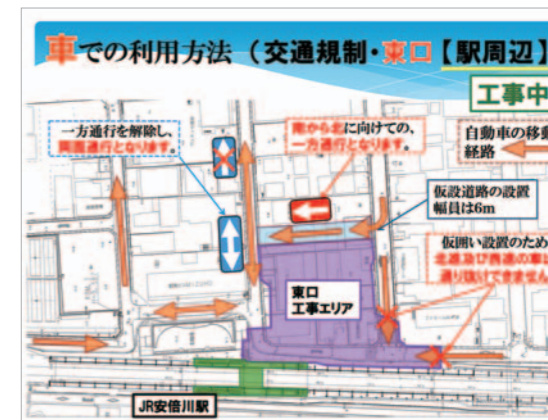 車での利用方法（交通規制・東口【駅周辺】
工事中
一方通行を解除し、
両面通行となります。
南から北に向けての、
一方通行となります。
自動車の移動
経路
仮設道路の設置
幅員は6m
仮囲い設置のため
北進及び西進の車は
通り抜けできません
東口
工事エリア
JR安倍川駅